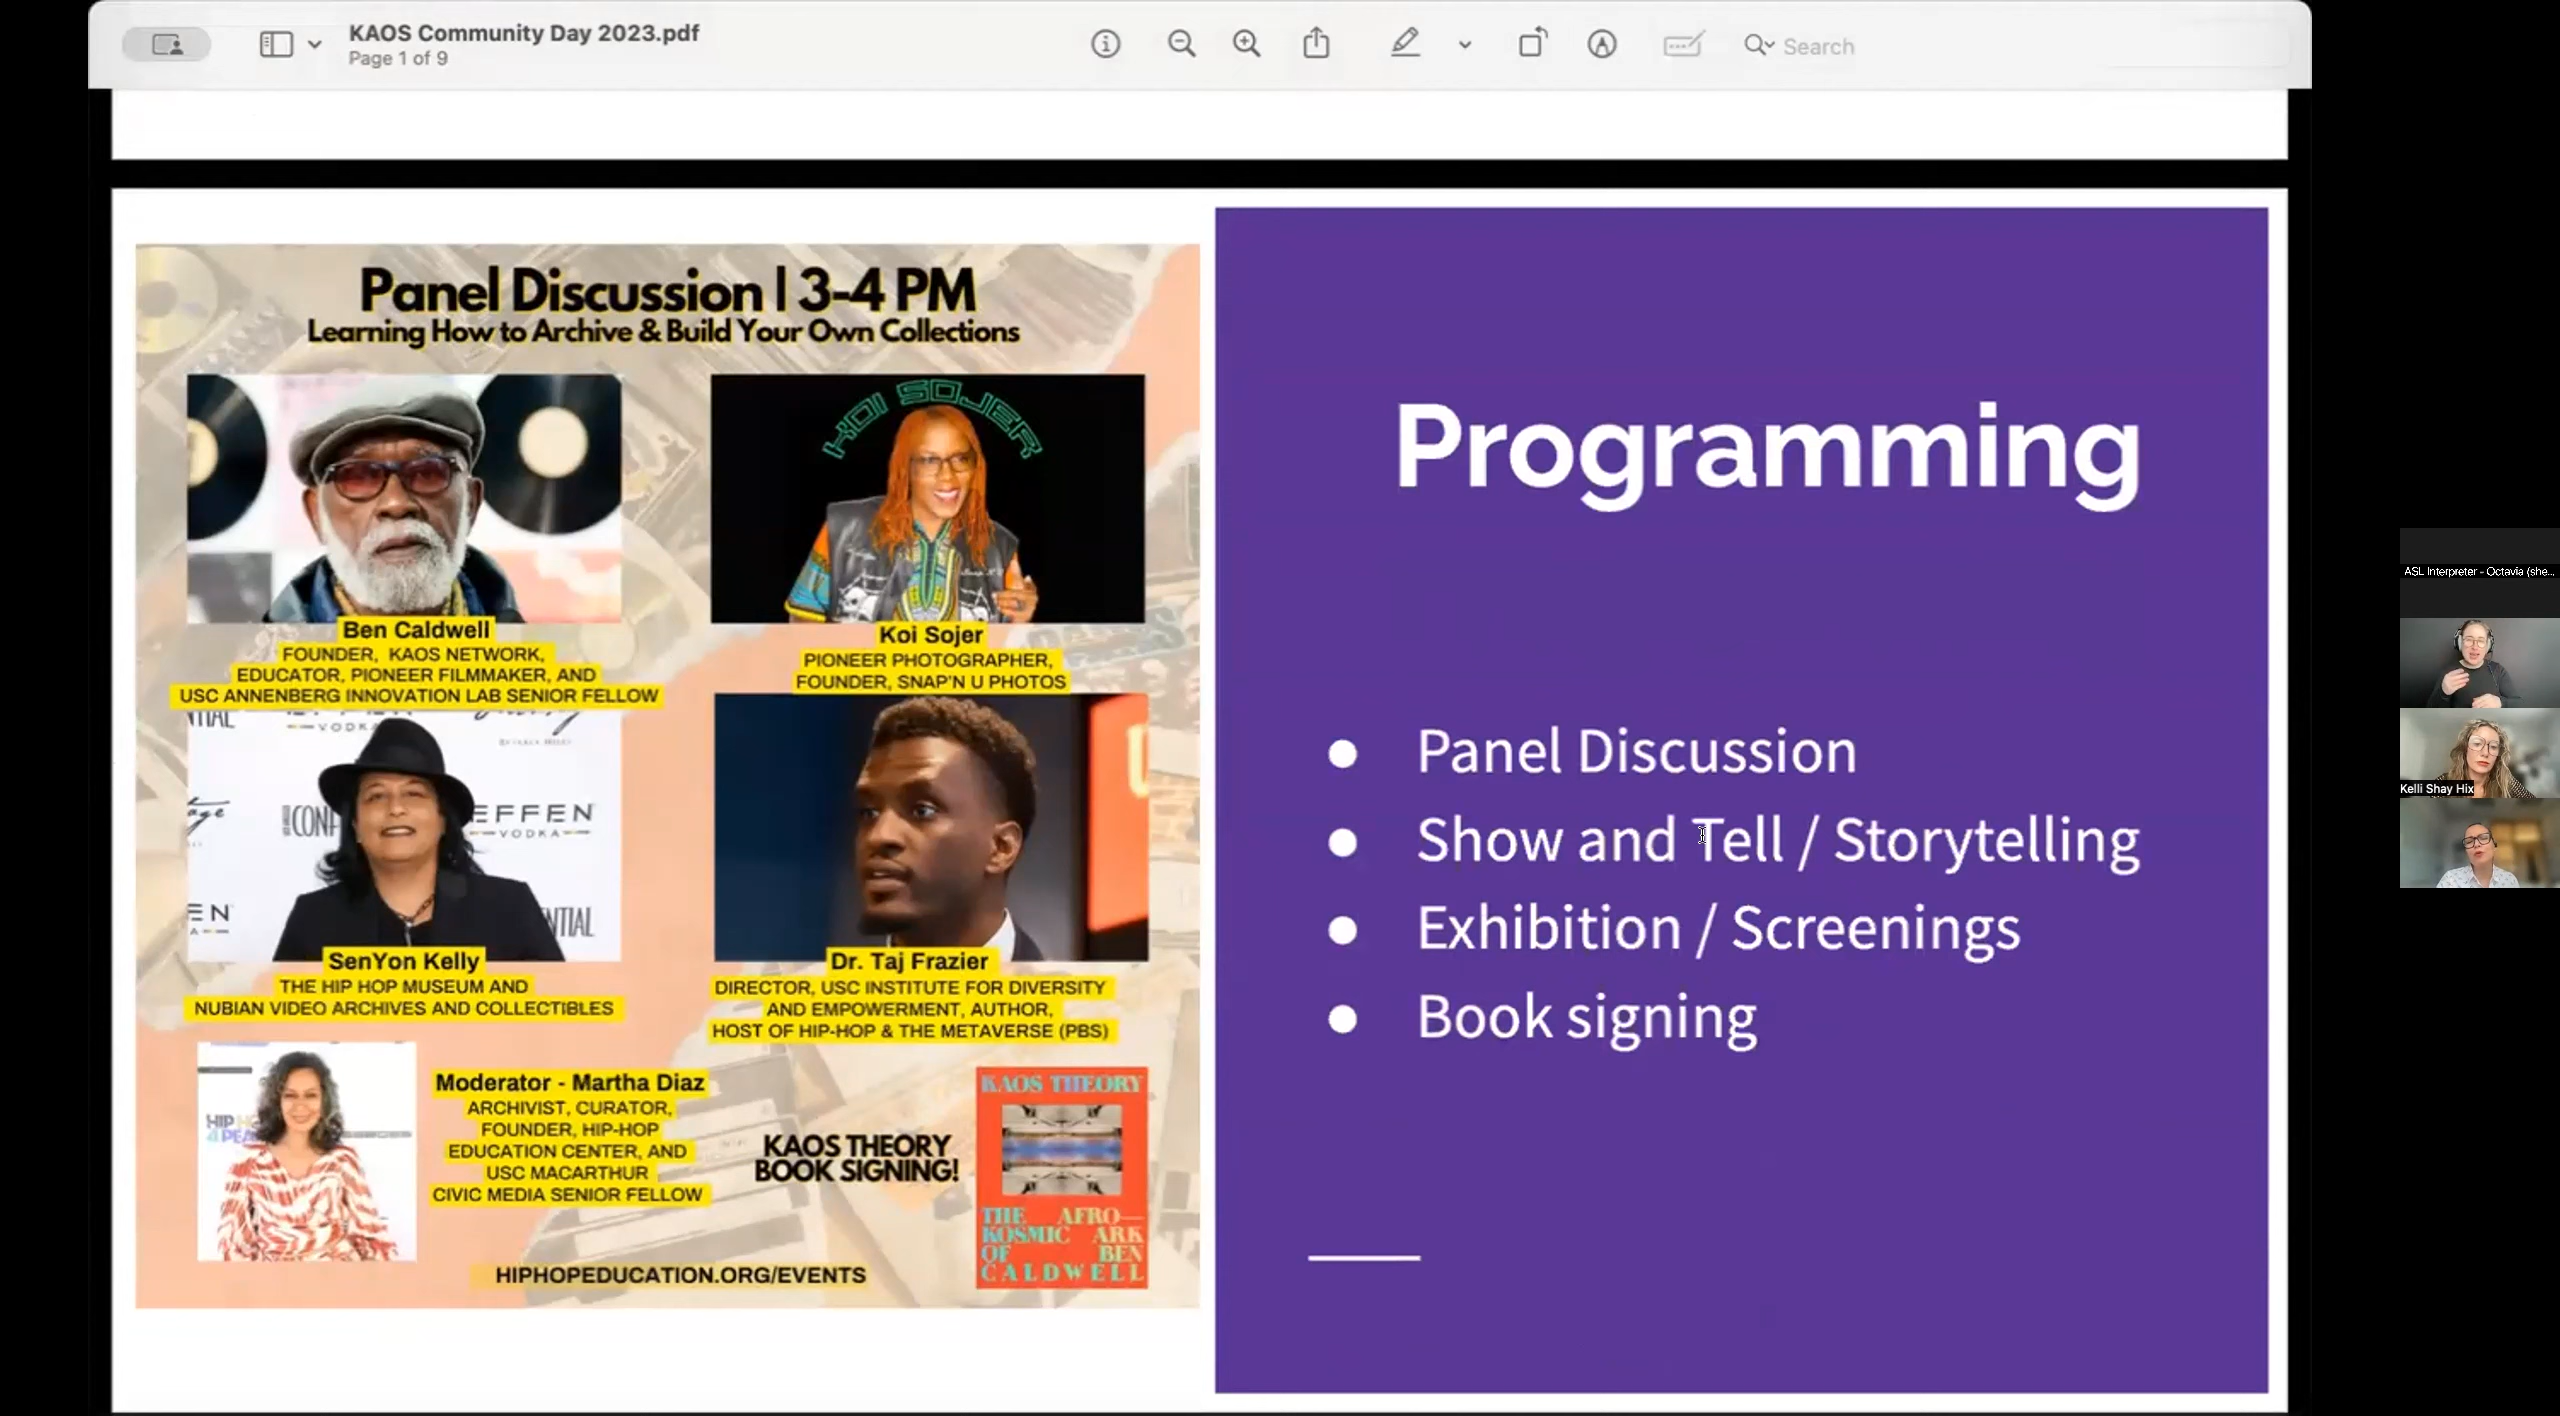 KAOS Community Day 2023.pdf
Page 1 of 9
Search
Panel Discussion | 3-4 PM
Learning How to Archive & Build Your Own Collections
KOI SOJER
Ben Caldwell
FOUNDER, KAOS NETWORK,
EDUCATOR, PIONEER FILMMAKER, AND
USC ANNENBERG INNOVATION LAB SENIOR FELLOW
Koi Sojer
PIONEER PHOTOGRAPHER,
FOUNDER, SNAP'N U PHOTOS
VODKA
EFFEN
VODKA
SenYon Kelly
THE HIP HOP MUSEUM AND
NUBIAN VIDEO ARCHIVES AND COLLECTIBLES
Dr. Taj Frazier
DIRECTOR, USC INSTITUTE FOR DIVERSITY
AND EMPOWERMENT, AUTHOR,
HOST OF HIP-HOP & THE METAVERSE (PBS)
Moderator - Martha Diaz
ARCHIVIST, CURATOR,
FOUNDER, HIP-HOP
EDUCATION CENTER, AND
USC MACARTHUR
CIVIC MEDIA SENIOR FELLOW
KAOS THEORY
BOOK SIGNING!
KAOS THEORY
THE AFRO—
KOSMIC ARK
OF BEN
CALDWELL
HIPHOPEDUCATION.ORG/EVENTS
Programming
● Panel Discussion
● Show and Tell / Storytelling
● Exhibition / Screenings
● Book signing
ASL Interpreter - Octavia (she...
Kelli Shay Hix